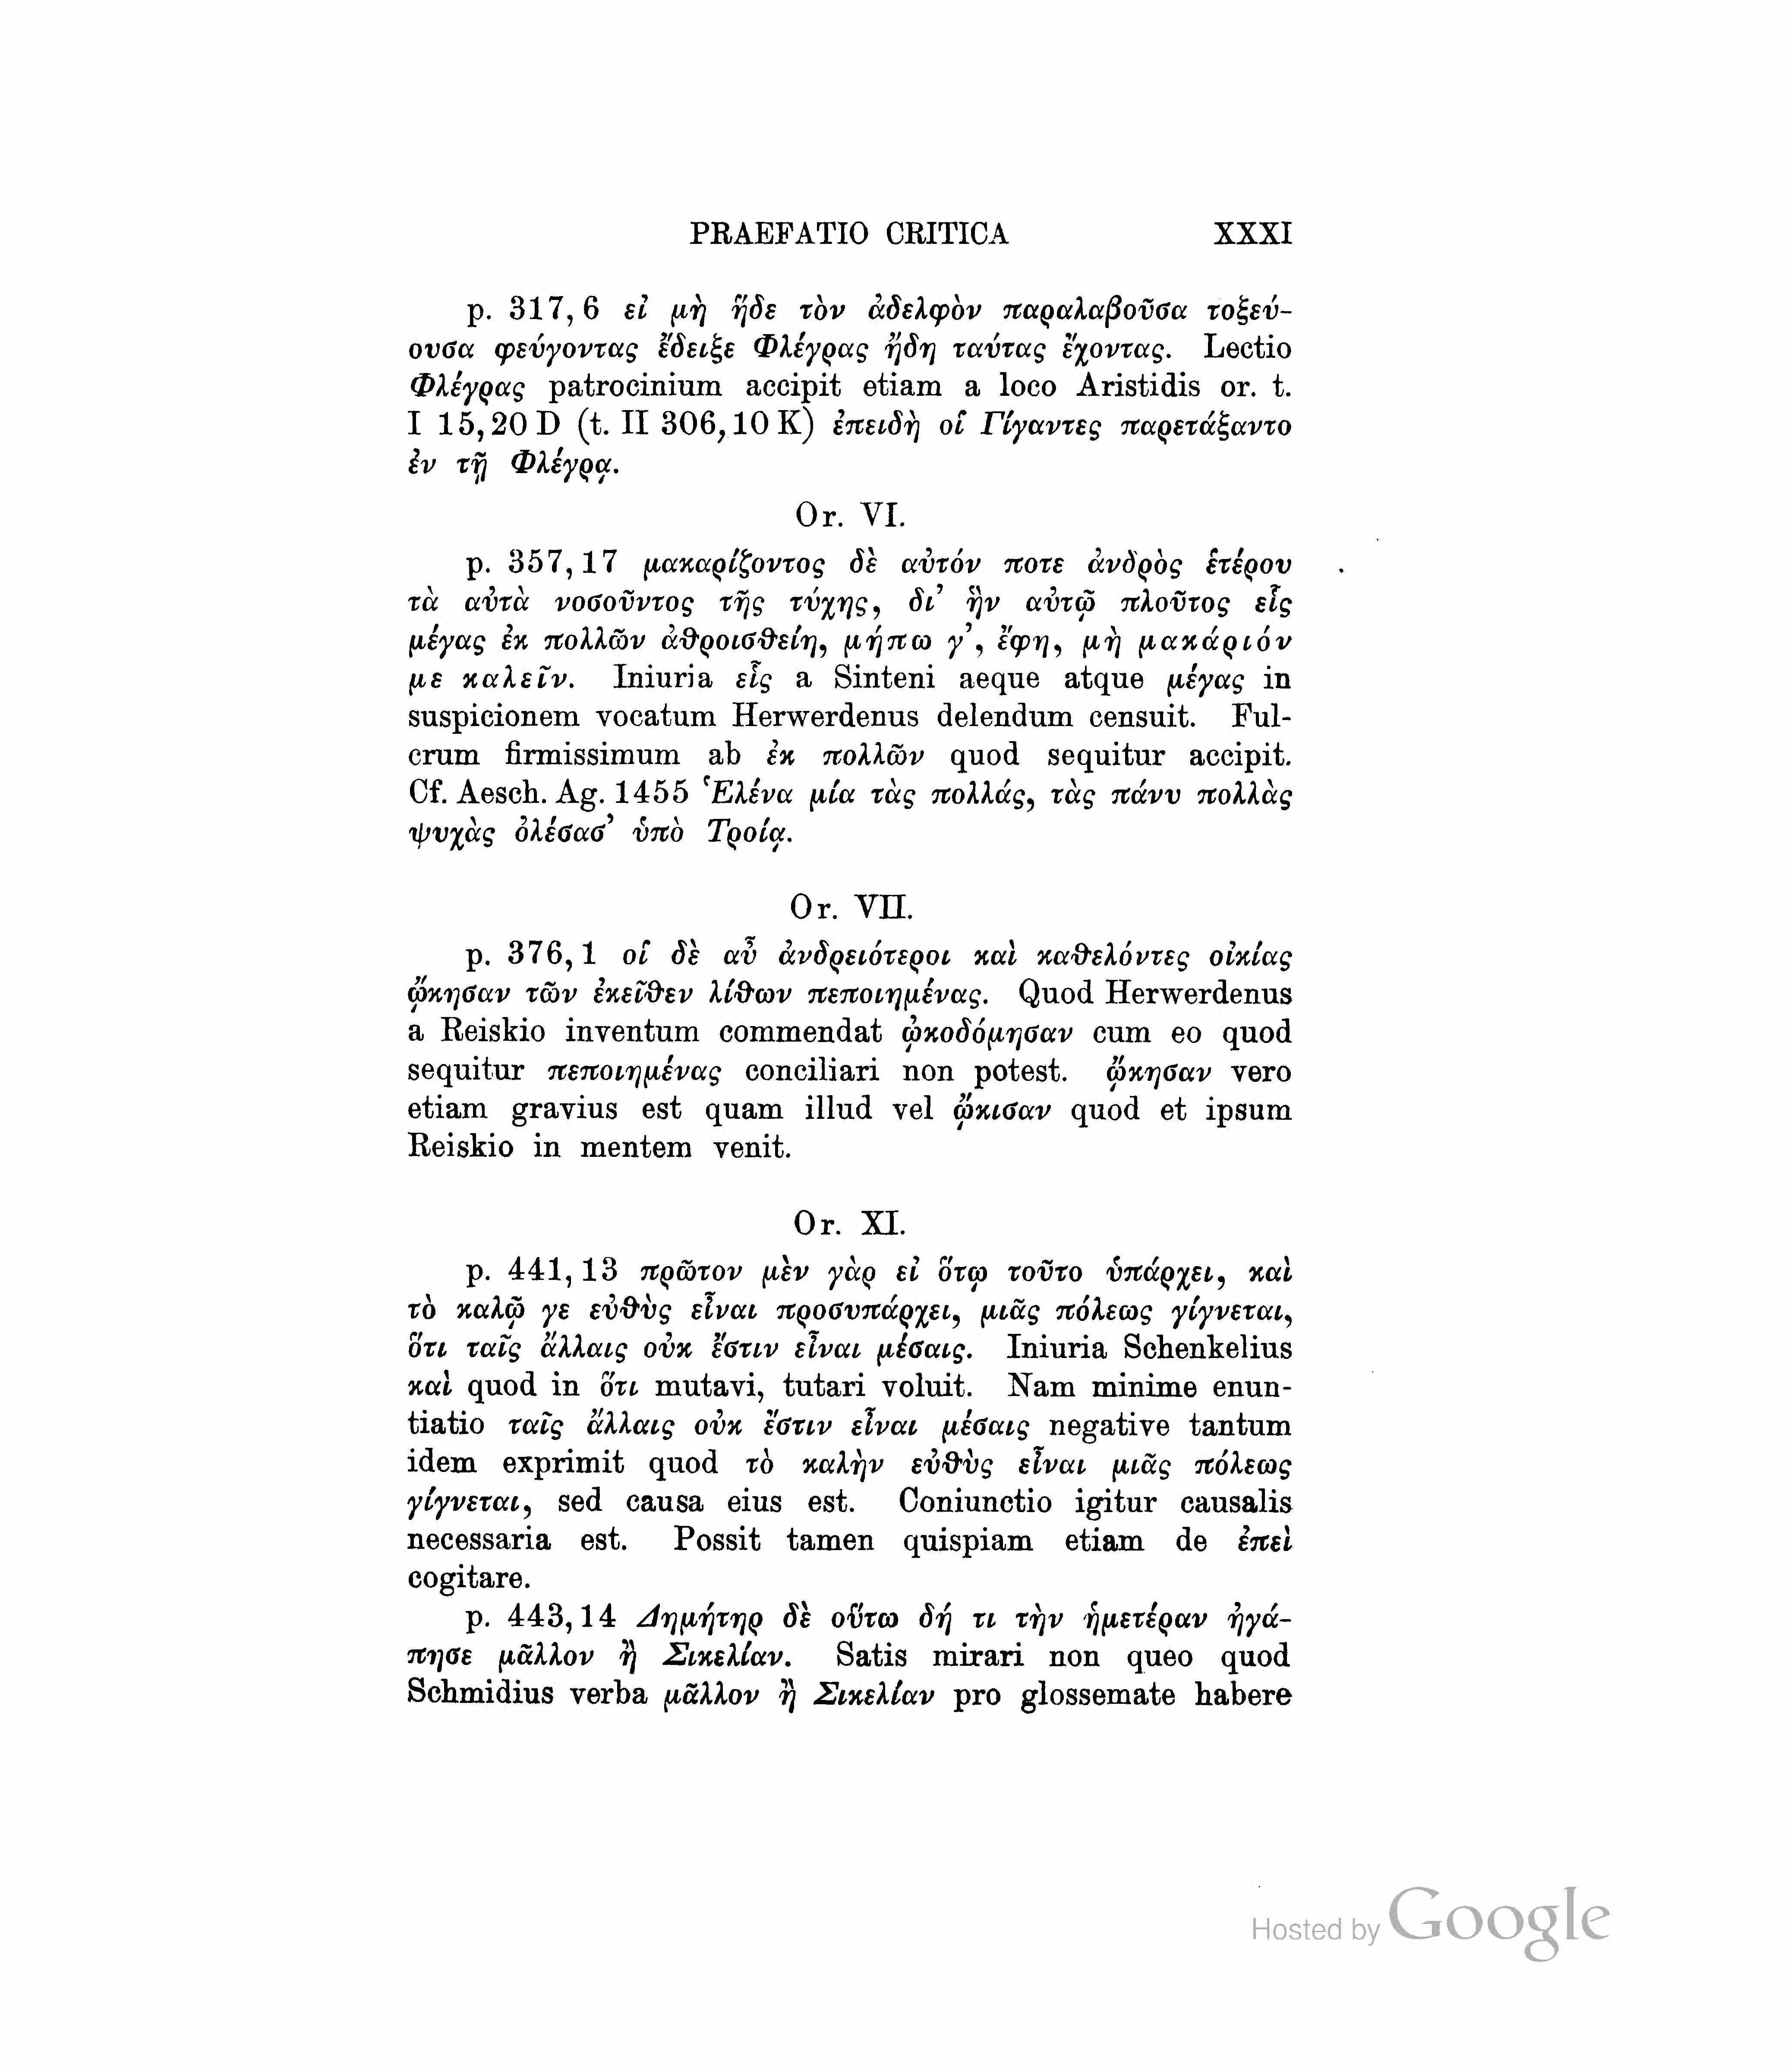 PRAEFATIO CRITICA XXXI
p. 317, 6 εἰ μὴ ἥδε τὸν ἀδελφὸν παραλαβοῦσα τοξεύ-
ουσα φεύγοντας ἔδειξε Φλέγρας ἤδη ταύτας ἔχοντας. Lectio
Φλέγρας patrocinium accipit etiam a loco Aristidis or. t.
I 15, 20 D (t. II 306, 10 K) ἐπειδὴ οἱ Γίγαντες παρετάξαντο
ἐν τῇ Φλέγρᾳ.
Or. VI.
p. 357, 17 μακαρίζοντος δὲ αὐτόν ποτε ἀνδρὸς ἑτέρου
τὰ αὐτὰ νοσοῦντος τῆς τύχης, δι’ ἣν αὐτῷ πλοῦτος εἷς
μέγας ἐκ πολλῶν ἀθροισθείη, μήπω γ’, ἔφη, μὴ μακάριόν
με καλεῖν. Iniuria εἷς a Sinteni aeque atque μέγας in
suspicionem vocatum Herwerdenus delendum censuit. Ful-
crum firmissimum ab ἐκ πολλῶν quod sequitur accipit.
Cf. Aesch. Ag. 1455 Ἑλένα μία τὰς πολλάς, τὰς πάνυ πολλὰς
ψυχὰς ὀλέσασ’ ὑπὸ Τροίᾳ.
Or. VII.
p. 376, 1 οἱ δὲ αὖ ἀνδρειότεροι καὶ καθελόντες οἰκίας
ᾤκησαν τῶν ἐκεῖθεν λίθων πεποιημένας. Quod Herwerdenus
a Reiskio inventum commendat ᾠκοδόμησαν cum eo quod
sequitur πεποιημένας conciliari non potest. ᾤκησαν vero
etiam gravius est quam illud vel ᾤκισαν quod et ipsum
Reiskio in mentem venit.
Or. XI.
p. 441, 13 πρῶτον μὲν γὰρ εἰ ὅτῳ τοῦτο ὑπάρχει, καὶ
τὸ καλῷ γε εὐθὺς εἶναι προσυπάρχει, μιᾶς πόλεως γίγνεται,
ὅτι ταῖς ἄλλαις οὐκ ἔστιν εἶναι μέσαις. Iniuria Schenkelius
καὶ quod in ὅτι mutavi, tutari voluit. Nam minime enun-
tiatio ταῖς ἄλλαις οὐκ ἔστιν εἶναι μέσαις negative tantum
idem exprimit quod τὸ καλὴν εὐθὺς εἶναι μιᾶς πόλεως
γίγνεται, sed causa eius est. Coniunctio igitur causalis
necessaria est. Possit tamen quispiam etiam de ἐπεὶ
cogitare.
p. 443, 14 Δημήτηρ δὲ οὕτω δή τι τὴν ἡμετέραν ἠγά-
πησε μᾶλλον ἢ Σικελίαν. Satis mirari non queo quod
Schmidius verba μᾶλλον ἢ Σικελίαν pro glossemate habere
Hosted by Google